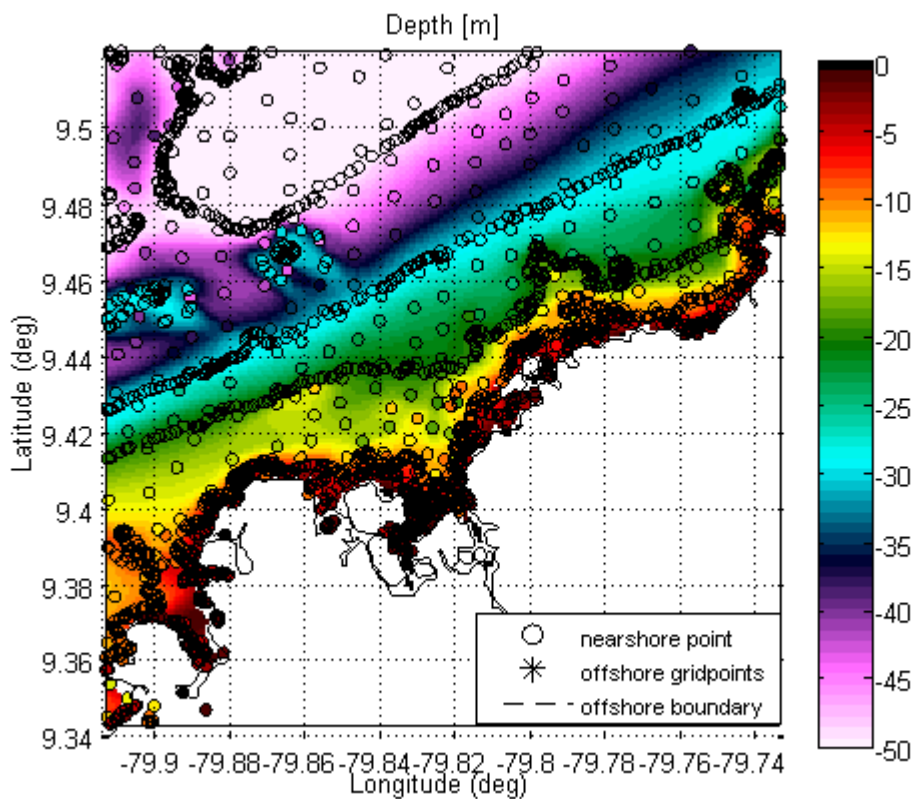 Depth [m]
9.5
9.48
9.46
9.44
9.42
9.4
9.38
9.36
9.34
Latitude (deg)
-79.9 -79.88 -79.86 -79.84 -79.82 -79.8 -79.78 -79.76 -79.74
Longitude (deg)
nearshore point
offshore gridpoints
offshore boundary
0
-5
-10
-15
-20
-25
-30
-35
-40
-45
-50